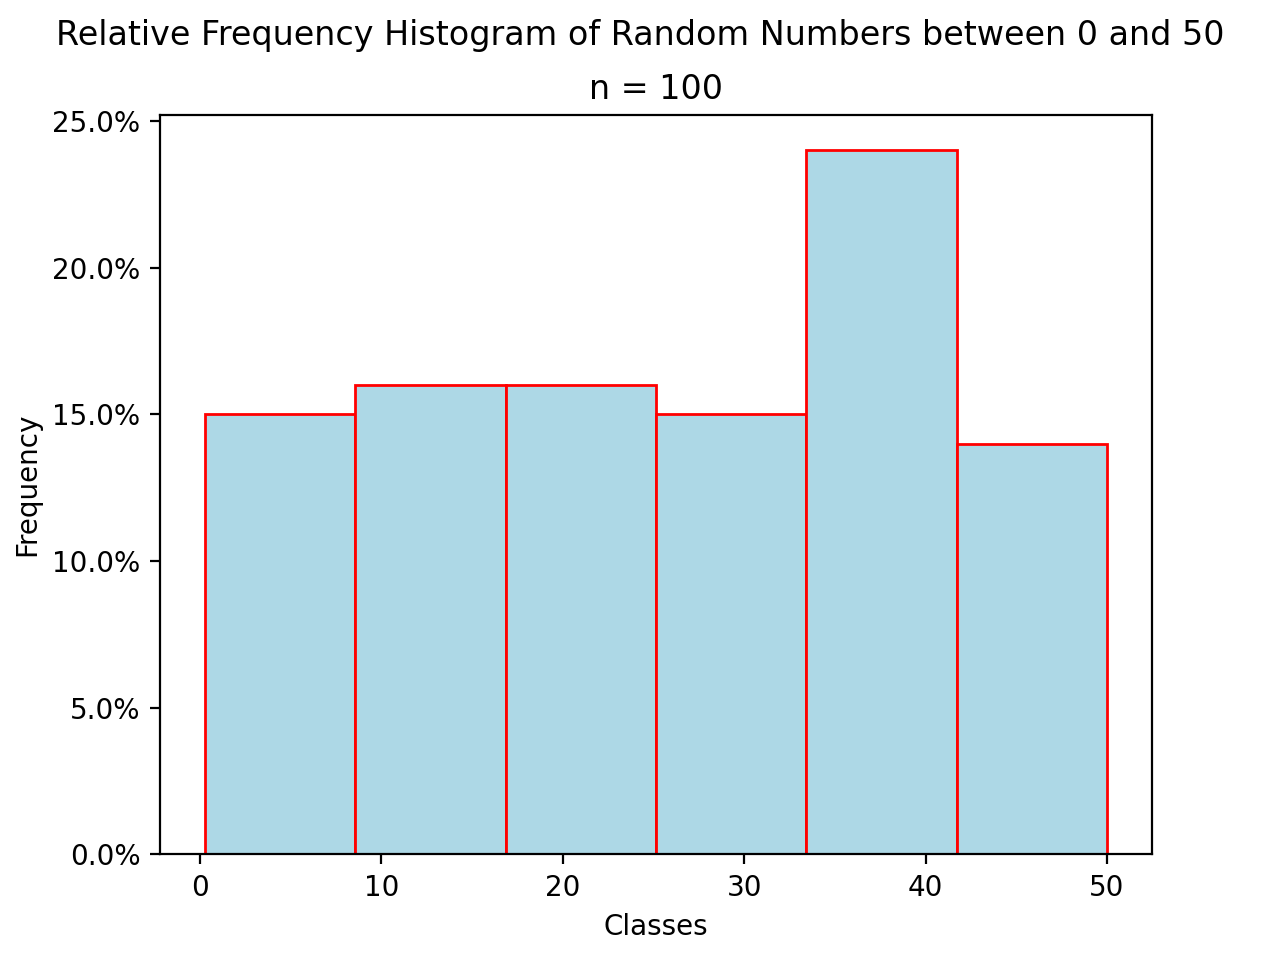 Relative Frequency Histogram of Random Numbers between 0 and 50
n = 100
25.0%
20.0%
15.0%
10.0%
5.0%
0.0%
Frequency
0 10 20 30 40 50
Classes